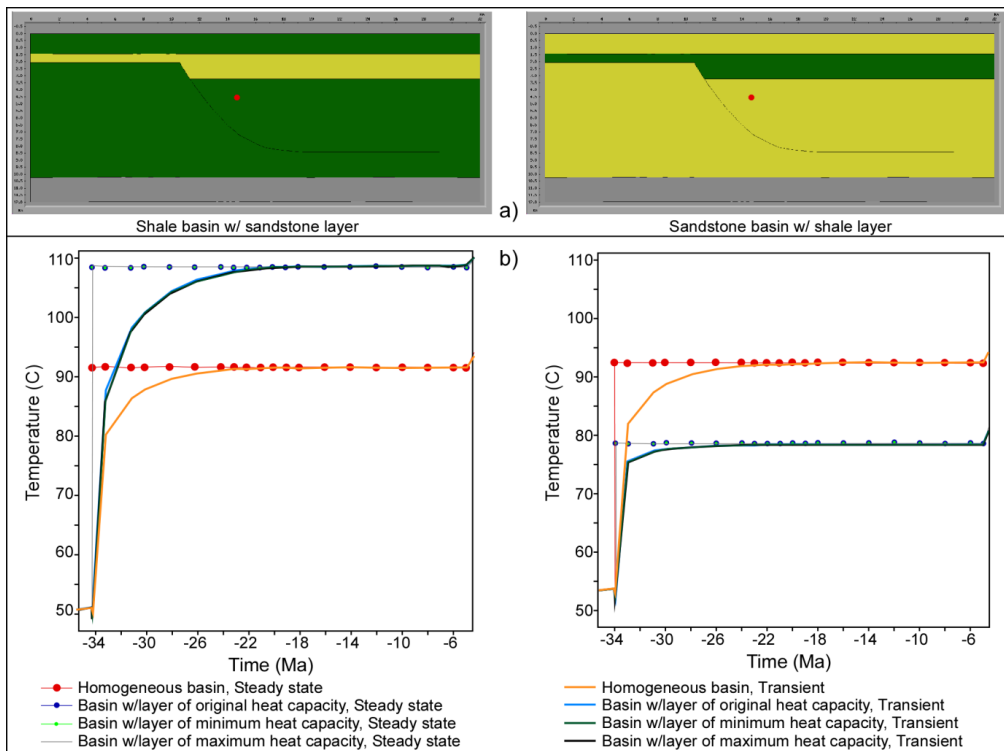 Shale basin w/ sandstone layer
a)
Sandstone basin w/ shale layer
b)
110
100
90
80
70
60
50
Temperature (C)
-34 -30 -26 -22 -18 -14 -10 -6
Time (Ma)
110
100
90
80
70
60
50
Temperature (C)
-34 -30 -26 -22 -18 -14 -10 -6
Time (Ma)
Homogeneous basin, Steady state
Basin w/layer of original heat capacity, Steady state
Basin w/layer of minimum heat capacity, Steady state
Basin w/layer of maximum heat capacity, Steady state
Homogeneous basin, Transient
Basin w/layer of original heat capacity, Transient
Basin w/layer of minimum heat capacity, Transient
Basin w/layer of maximum heat capacity, Transient